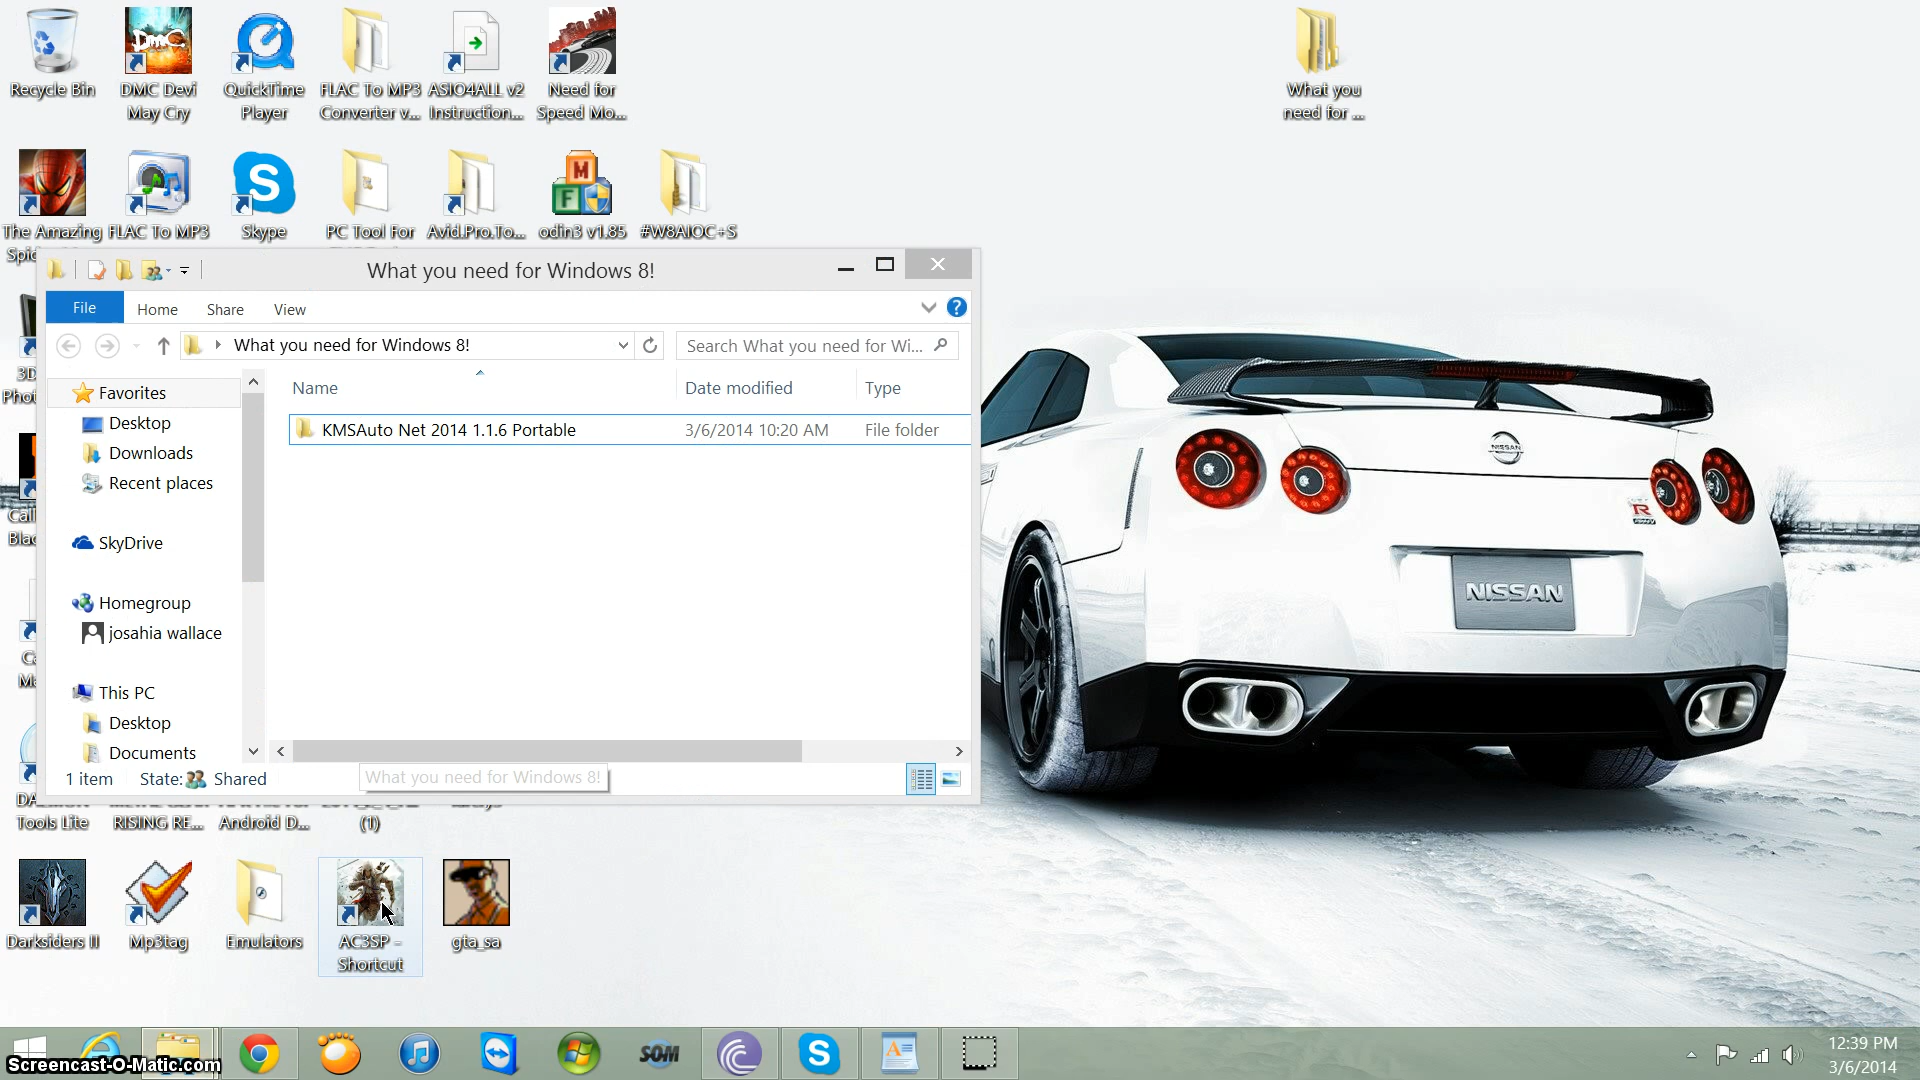 Recycle Bin
DMC Devi
May Cry
QuickTime
Player
FLAC To MP3
Converter v...
ASIO4ALL v2
Instruction...
Need for
Speed Mo...
What you
need for ...
The Amazing
FLAC To MP3
Skype
PC Tool For
Avid.Pro.To...
odin3 v1.85
#W8AIOC+S
What you need for Windows 8!
File
Home
Share
View
What you need for Windows 8!
Search What you need for Wi...
Favorites
Desktop
Downloads
Recent places
SkyDrive
Homegroup
josahia wallace
This PC
Desktop
Documents
Name
Date modified
Type
KMSAuto Net 2014 1.1.6 Portable
3/6/2014 10:20 AM
File folder
1 item
State:
Shared
What you need for Windows 8!
3D
Tools Lite
RISING RE...
Android D...
(1)
Darksiders II
Mp3tag
Emulators
AC3SP -
Shortcut
gta_sa
NISSAN
NISSAN
R
SOM
Screencast-O-Matic.com
12:39 PM
3/6/2014